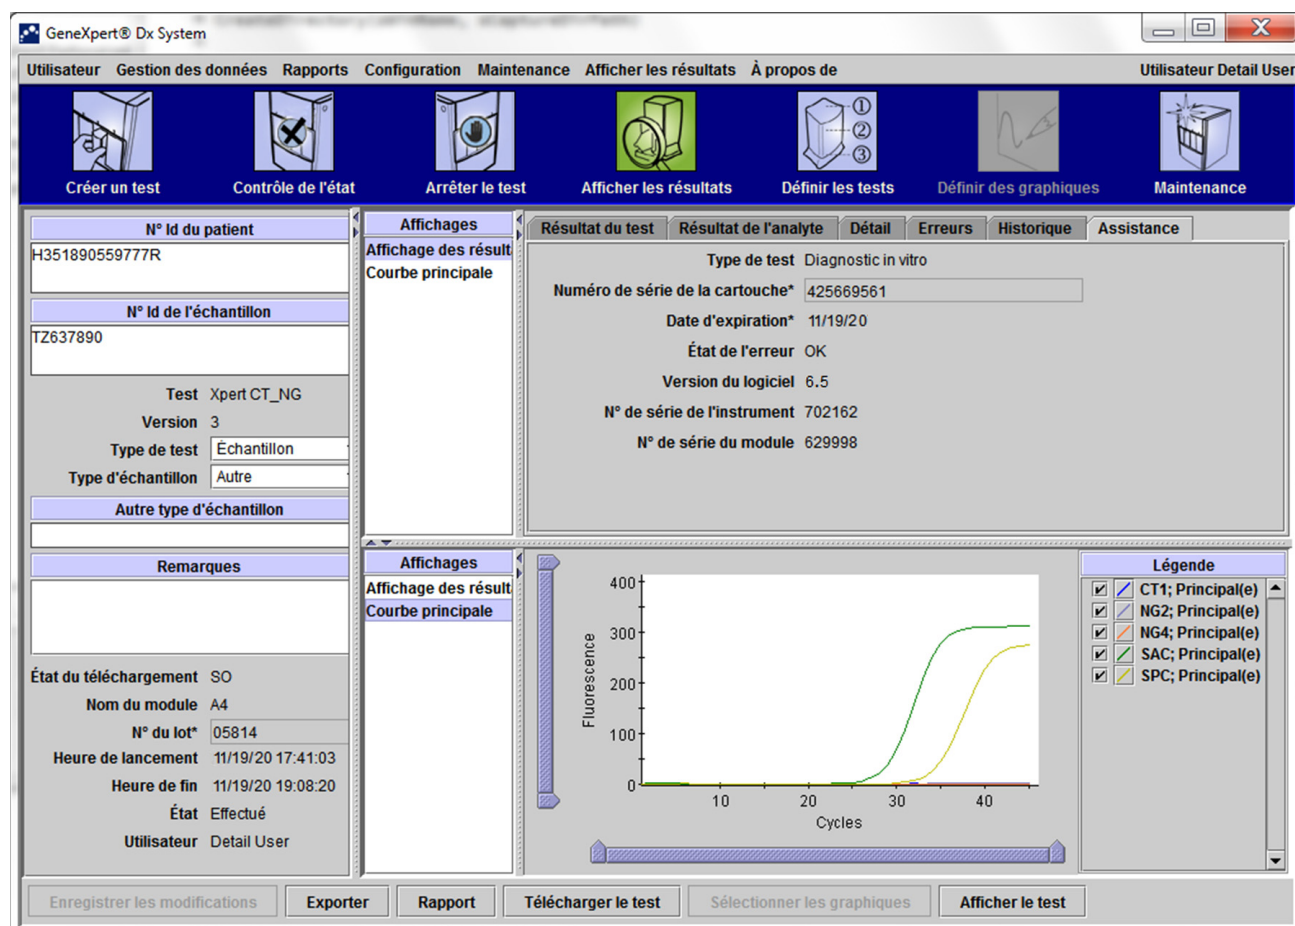 GeneXpert® Dx System
Utilisateur Gestion des données Rapports Configuration Maintenance Afficher les résultats À propos de Utilisateur Detail User
Créer un test Contrôle de l'état Arrêter le test Afficher les résultats Définir les tests Définir des graphiques Maintenance
N° Id du patient
H351890559777R
N° Id de l'échantillon
TZ637890
Test Xpert CT_NG
Version 3
Type de test Échantillon
Type d'échantillon Autre
Autre type d'échantillon
Remarques
État du téléchargement SO
Nom du module A4
N° du lot* 05814
Heure de lancement 11/19/20 17:41:03
Heure de fin 11/19/20 19:08:20
État Effectué
Utilisateur Detail User
Affichages
Affichage des résult
Courbe principale
Résultat du test Résultat de l'analyte Détail Erreurs Historique Assistance
Type de test Diagnostic in vitro
Numéro de série de la cartouche* 425669561
Date d'expiration* 11/19/20
État de l'erreur OK
Version du logiciel 6.5
N° de série de l'instrument 702162
N° de série du module 629998
Affichages
Affichage des résult
Courbe principale
400
300
200
100
0
Fluorescence
10 20 30 40
Cycles
Légende
CT1; Principal(e)
NG2; Principal(e)
NG4; Principal(e)
SAC; Principal(e)
SPC; Principal(e)
Enregistrer les modifications Exporter Rapport Télécharger le test Sélectionner les graphiques Afficher le test